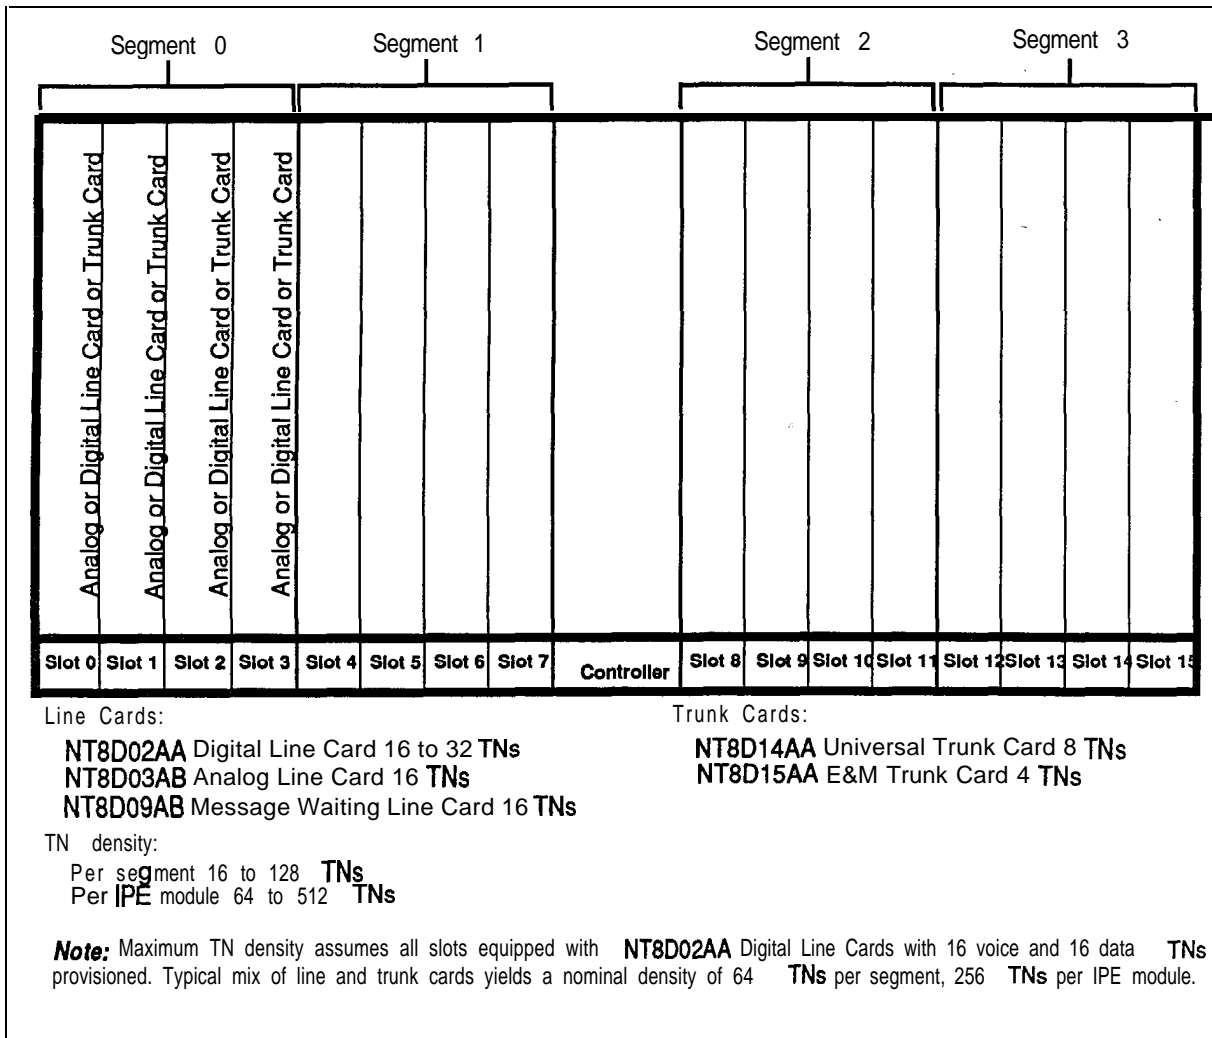 Segment 0 Segment 1 Segment 2 Segment 3
Analog or Digital Line Card or Trunk Card
Analog or Digital Line Card or Trunk Card
Analog or Digital Line Card or Trunk Card
Analog or Digital Line Card or Trunk Card
Slot 0 Slot 1 Slot 2 Slot 3 Slot 4 Slot 5 Slot 6 Slot 7 Controller Slot 8 Slot 9 Slot 10 Slot 11 Slot 12 Slot 13 Slot 14 Slot 15
Line Cards:
NT8D02AA Digital Line Card 16 to 32 TNs
NT8D03AB Analog Line Card 16 TNs
NT8D09AB Message Waiting Line Card 16 TNs
Trunk Cards:
NT8D14AA Universal Trunk Card 8 TNs
NT8D15AA E&M Trunk Card 4 TNs
TN density:
Per segment 16 to 128 TNs
Per IPE module 64 to 512 TNs
Note: Maximum TN density assumes all slots equipped with NT8D02AA Digital Line Cards with 16 voice and 16 data TNs
provisioned. Typical mix of line and trunk cards yields a nominal density of 64 TNs per segment, 256 TNs per IPE module.